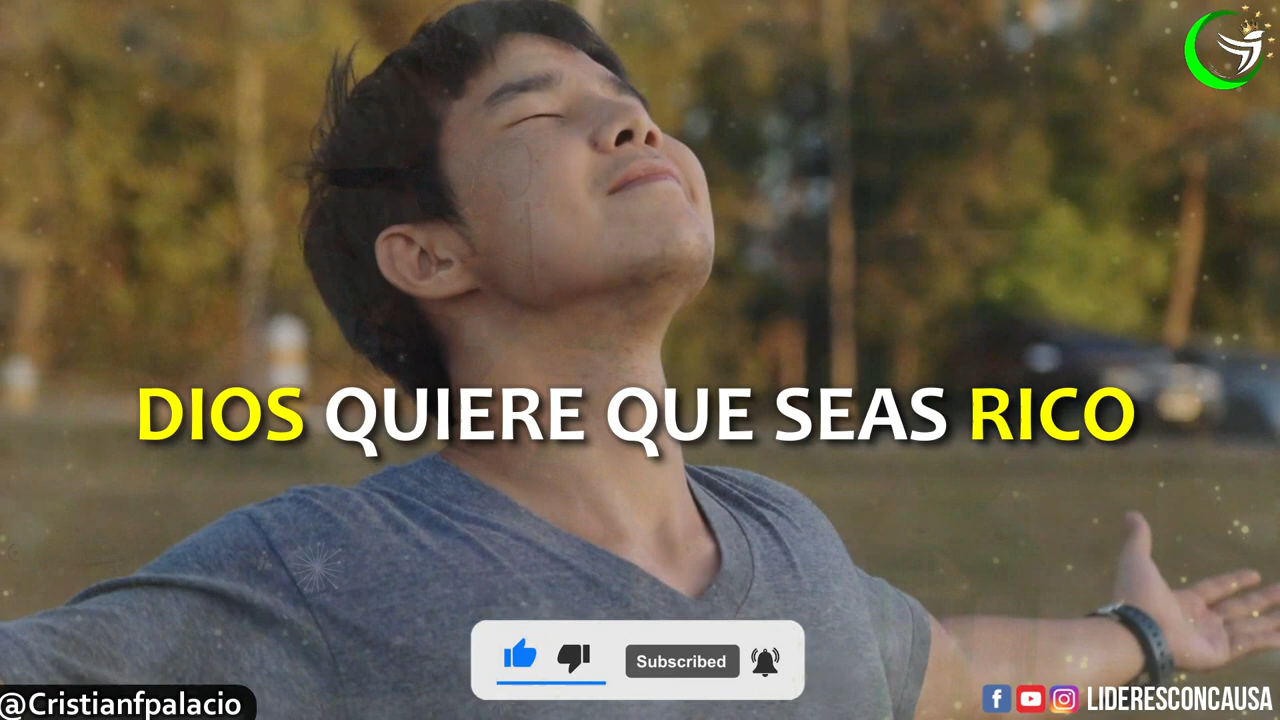 DIOS QUIERE QUE SEAS RICO
Subscribed
@Cristianfpalacio
LIDERESCONCAUSA